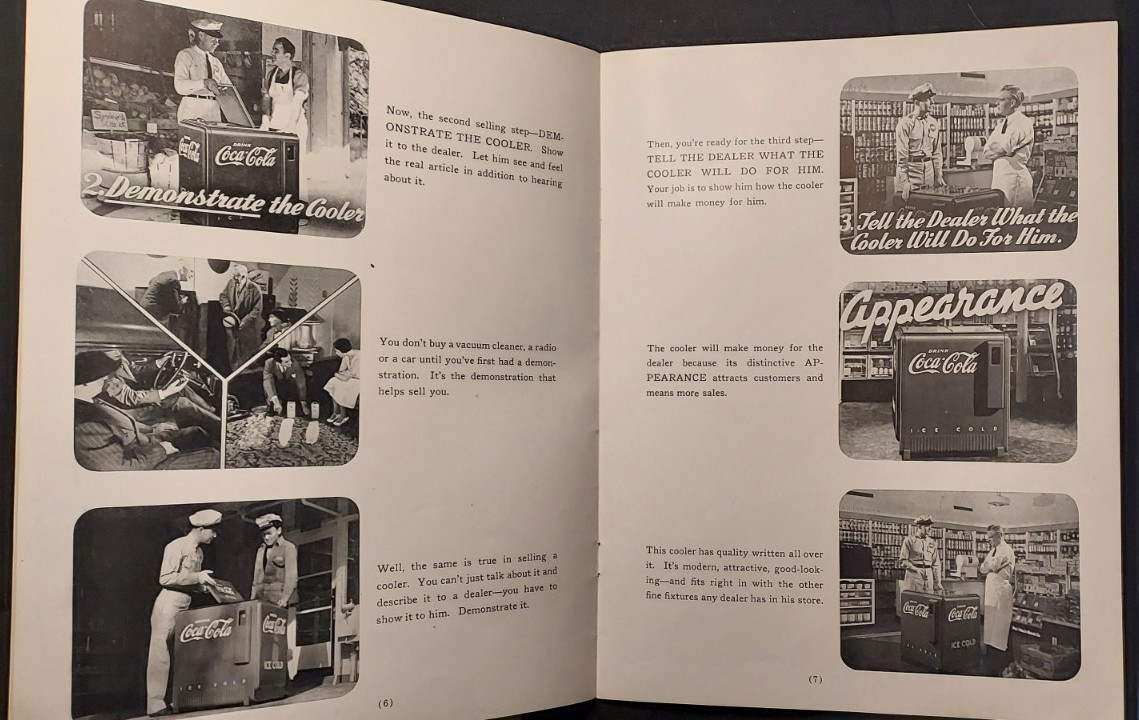 DRINK
Coca-Cola
Coca-Cola
2. Demonstrate the Cooler
Now, the second selling step—DEM-
ONSTRATE THE COOLER. Show
it to the dealer. Let him see and feel
the real article in addition to hearing
about it.
You don't buy a vacuum cleaner, a radio
or a car until you've first had a demon-
stration. It's the demonstration that
helps sell you.
Coca-Cola
Coca-Cola
ICE COLD
ICE COLD
Well, the same is true in selling a
cooler. You can't just talk about it and
describe it to a dealer—you have to
show it to him. Demonstrate it.
(6)
Then, you're ready for the third step—
TELL THE DEALER WHAT THE
COOLER WILL DO FOR HIM.
Your job is to show him how the cooler
will make money for him.
3. Tell the Dealer What the
Cooler Will Do For Him.
The cooler will make money for the
dealer because its distinctive AP-
PEARANCE attracts customers and
means more sales.
Appearance
DRINK
Coca-Cola
ICE COLD
This cooler has quality written all over
it. It's modern, attractive, good-look-
ing—and fits right in with the other
fine fixtures any dealer has in his store.
Coca-Cola
Coca-Cola
ICE COLD
(7)